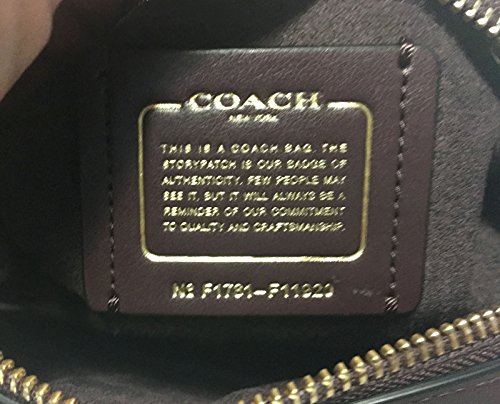 COACH
NEW YORK
THIS IS A COACH BAG. THE
STORYPATCH IS OUR BADGE OF
AUTHENTICITY. FEW PEOPLE MAY
SEE IT, BUT IT WILL ALWAYS BE A
REMINDER OF OUR COMMITMENT
TO QUALITY AND CRAFTSMANSHIP.
Nº F1731-F11920